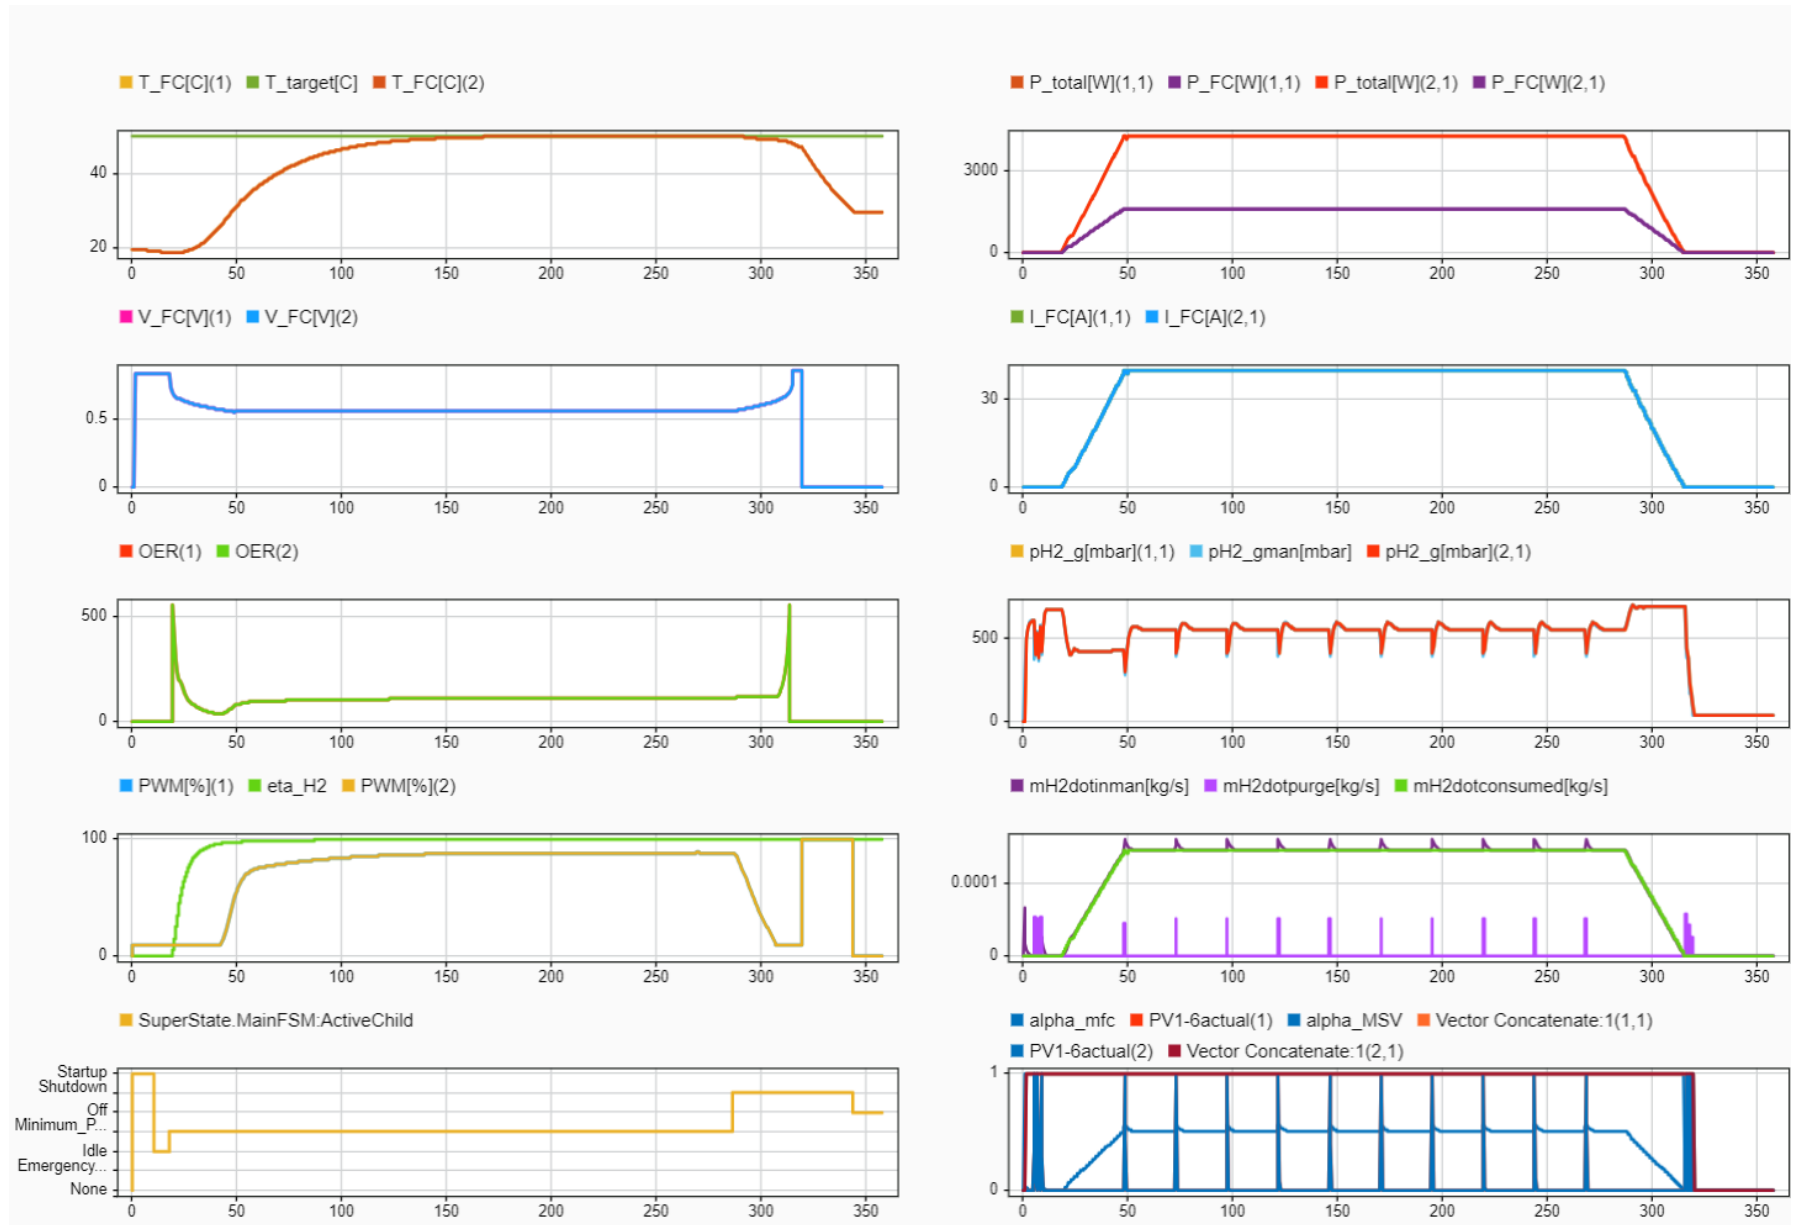 T_FC[C](1) T_target[C] T_FC[C](2)
40
20
0 50 100 150 200 250 300 350
P_total[W](1,1) P_FC[W](1,1) P_total[W](2,1) P_FC[W](2,1)
3000
0
0 50 100 150 200 250 300 350
V_FC[V](1) V_FC[V](2)
0.5
0
0 50 100 150 200 250 300 350
I_FC[A](1,1) I_FC[A](2,1)
30
0
0 50 100 150 200 250 300 350
OER(1) OER(2)
500
0
0 50 100 150 200 250 300 350
pH2_g[mbar](1,1) pH2_gman[mbar] pH2_g[mbar](2,1)
500
0
0 50 100 150 200 250 300 350
PWM[%](1) eta_H2 PWM[%](2)
100
0
0 50 100 150 200 250 300 350
mH2dotinman[kg/s] mH2dotpurge[kg/s] mH2dotconsumed[kg/s]
0.0001
0
0 50 100 150 200 250 300 350
SuperState.MainFSM:ActiveChild
Startup
Shutdown
Off
Minimum_P...
Idle
Emergency...
None
0 50 100 150 200 250 300 350
alpha_mfc PV1-6actual(1) alpha_MSV Vector Concatenate:1(1,1)
PV1-6actual(2) Vector Concatenate:1(2,1)
1
0
0 50 100 150 200 250 300 350